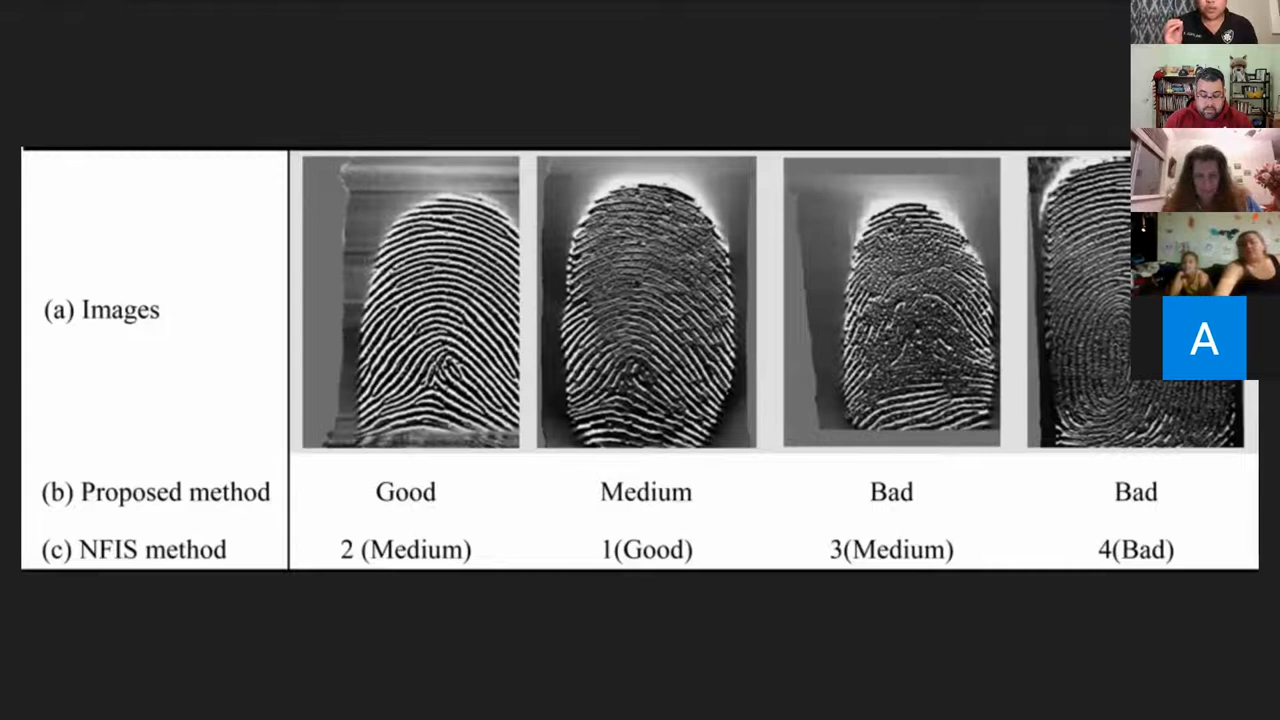 (a) Images
(b) Proposed method Good Medium Bad Bad
(c) NFIS method 2 (Medium) 1(Good) 3(Medium) 4(Bad)
A